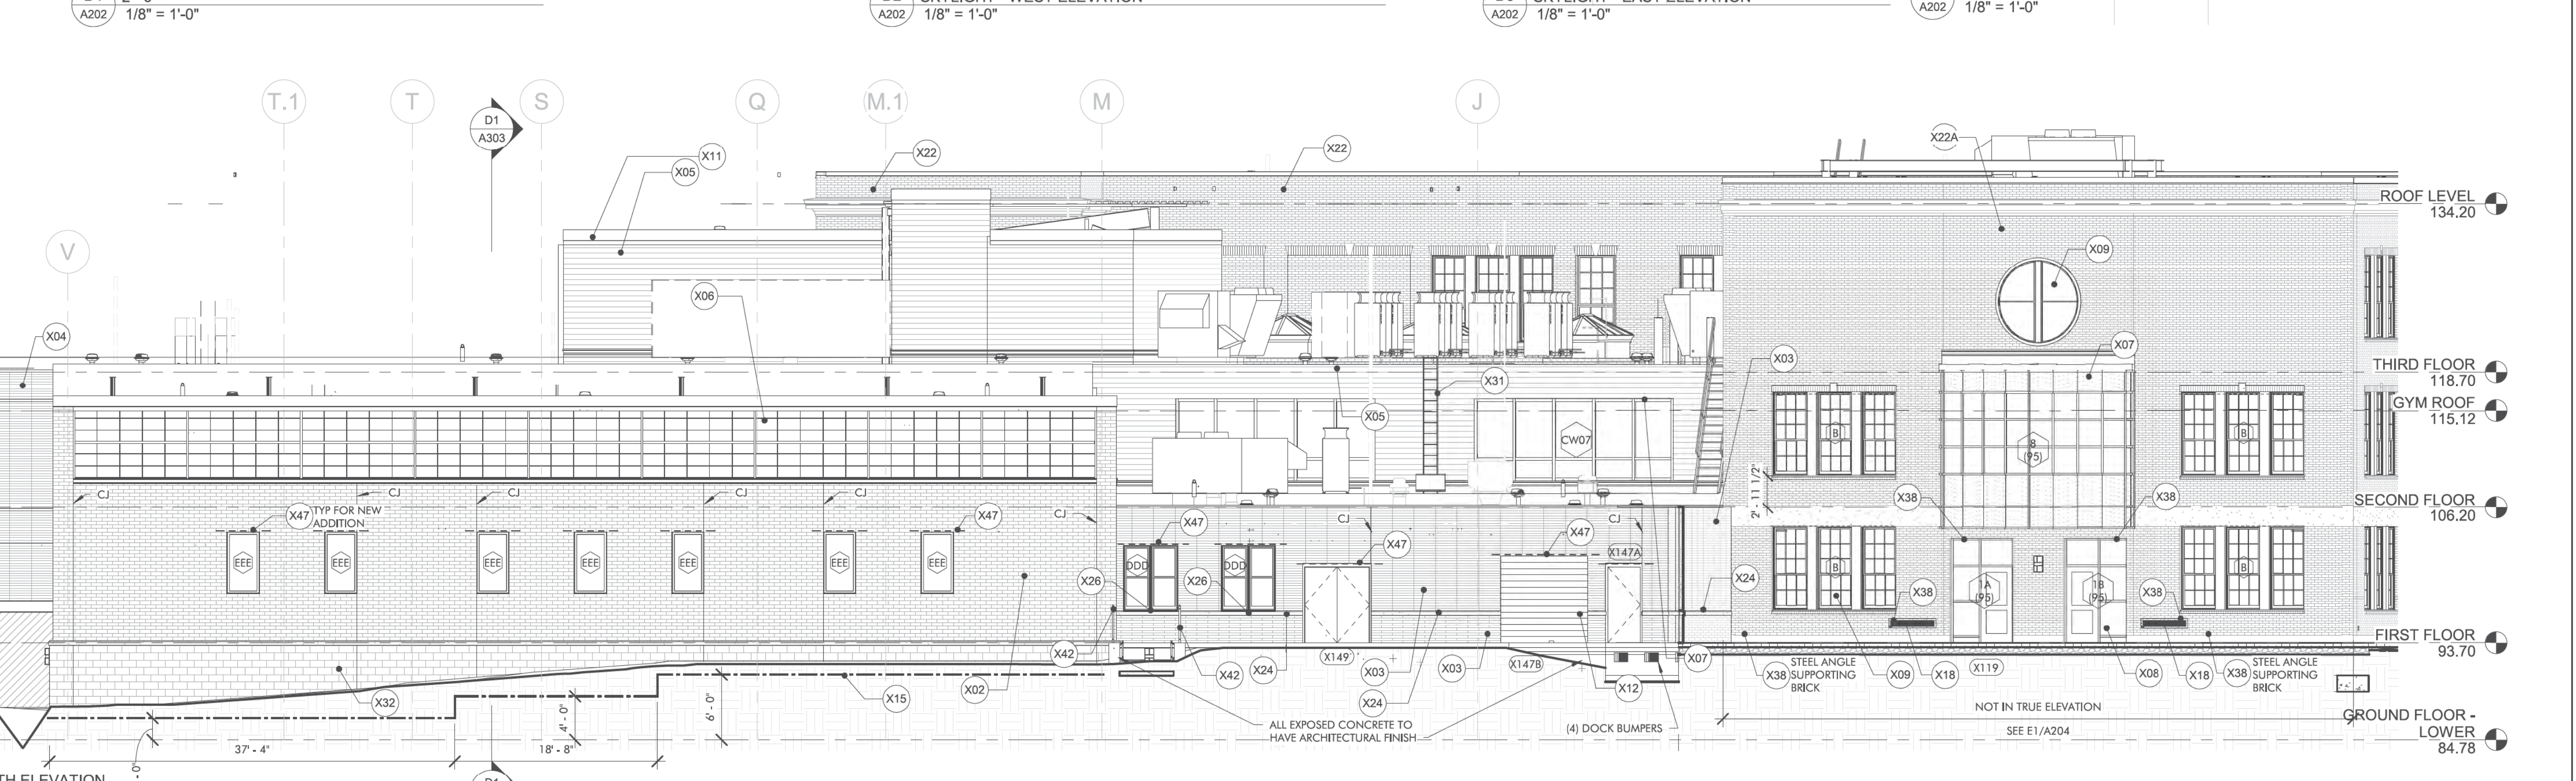 A202
1/8" = 1'-0"
A202
1/8" = 1'-0"
A202
1/8" = 1'-0"
A202
1/8" = 1'-0"
T.1
T
S
Q
M.1
M
J
V
D1
A303
X11
X05
X22
X22
X22A
ROOF LEVEL
134.20
X09
X06
X04
X03
X07
THIRD FLOOR
118.70
X31
X05
GYM ROOF
115.12
CW07
B
8
(95)
B
2' - 11 1/2"
CJ
CJ
CJ
CJ
CJ
CJ
CJ
CJ
X47
TYP FOR NEW
ADDITION
X47
X47
X47
X47
X147A
X38
X38
SECOND FLOOR
106.20
EEE
EEE
EEE
EEE
EEE
EEE
EEE
DDD
DDD
X26
X26
X24
B
1A
(95)
1B
(95)
B
X38
X38
FIRST FLOOR
93.70
X42
X42
X24
X149
X03
X24
X03
X147B
X12
X07
X38
STEEL ANGLE
SUPPORTING
BRICK
X09
X18
X119
X08
X18
X38
STEEL ANGLE
SUPPORTING
BRICK
X32
X15
X02
4' - 0"
6' - 0"
37' - 4"
18' - 8"
ALL EXPOSED CONCRETE TO
HAVE ARCHITECTURAL FINISH
(4) DOCK BUMPERS
NOT IN TRUE ELEVATION
SEE E1/A204
GROUND FLOOR -
LOWER
84.78
ELEVATION
D1